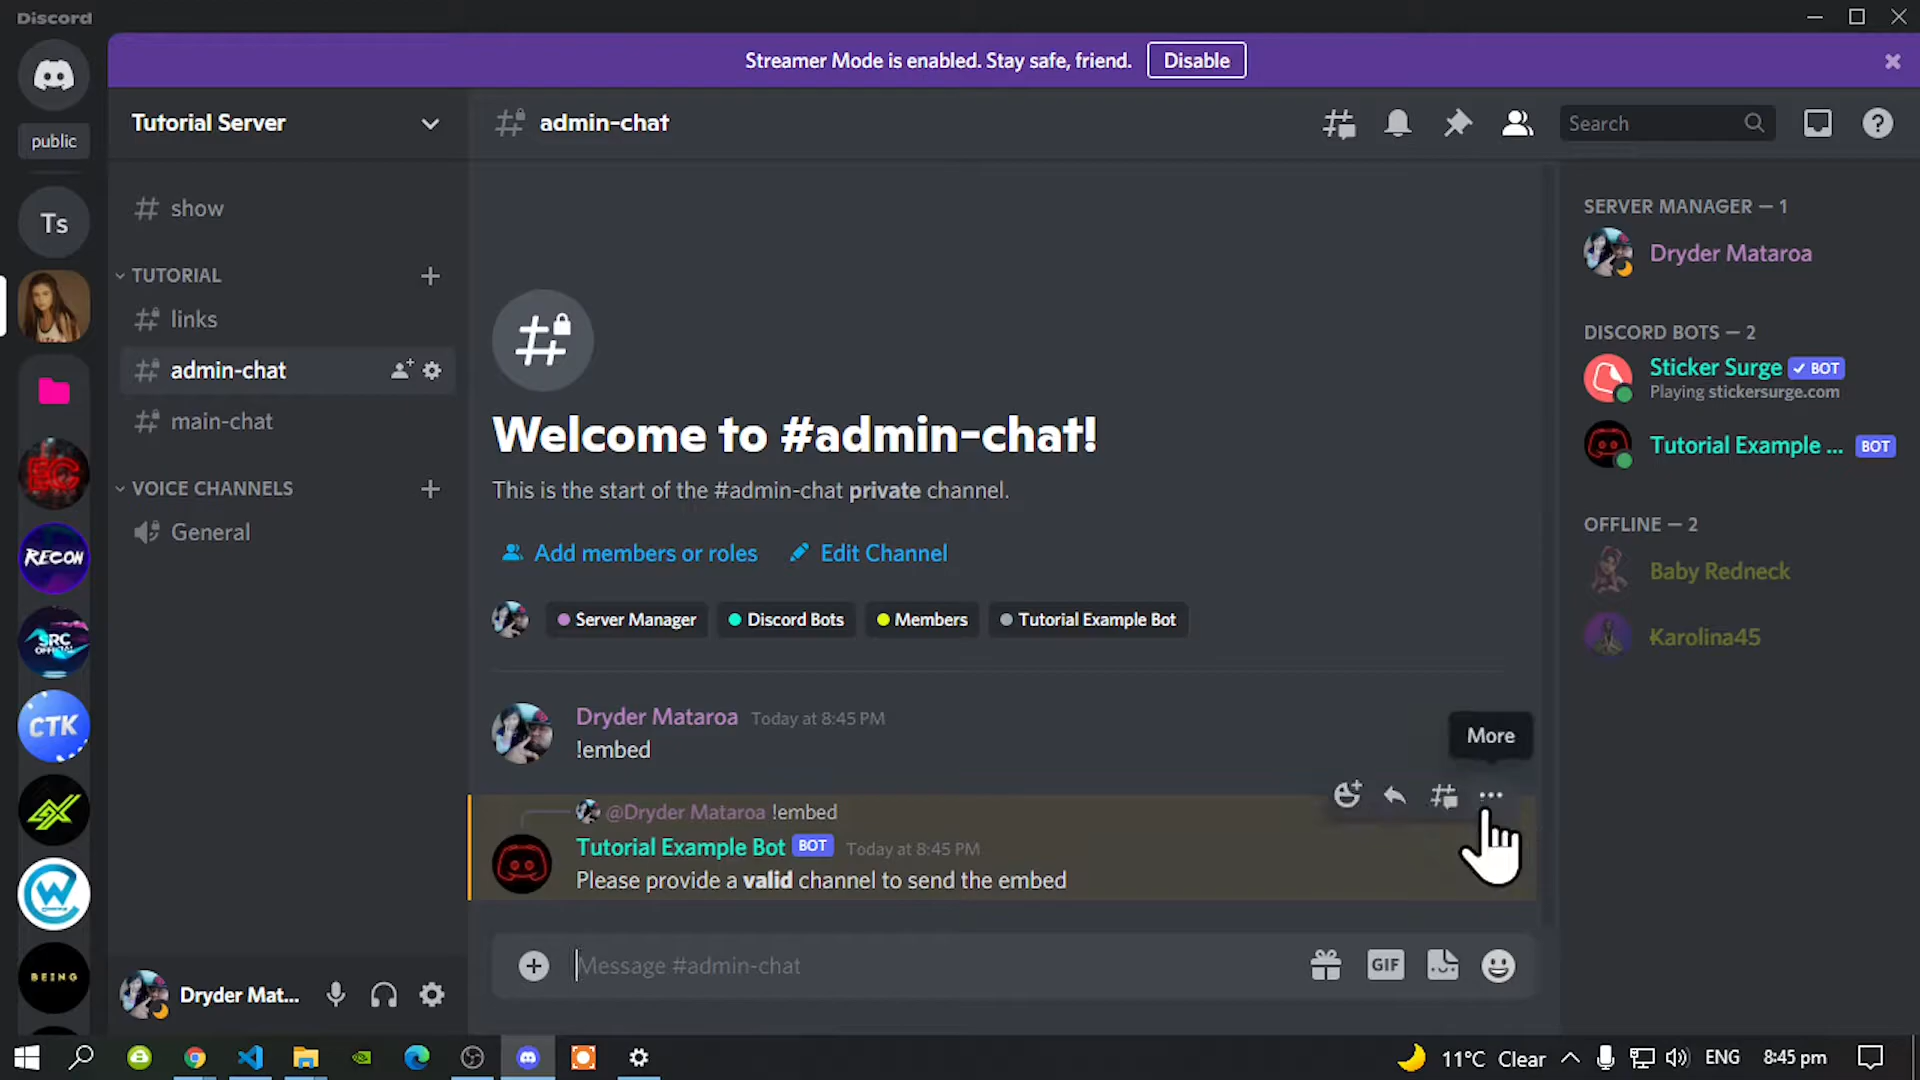 Discord
Streamer Mode is enabled. Stay safe, friend.
Disable
public
Ts
EC
RECON
SRC
OFFICIAL
CTK
W
BEING
Tutorial Server
show
TUTORIAL
links
admin-chat
main-chat
VOICE CHANNELS
General
Dryder Mat...
admin-chat
Search
Welcome to #admin-chat!
This is the start of the #admin-chat private channel.
Add members or roles
Edit Channel
Server Manager
Discord Bots
Members
Tutorial Example Bot
Dryder Mataroa Today at 8:45 PM
!embed
More
@Dryder Mataroa !embed
Tutorial Example Bot BOT Today at 8:45 PM
Please provide a valid channel to send the embed
Message #admin-chat
GIF
SERVER MANAGER — 1
Dryder Mataroa
DISCORD BOTS — 2
Sticker Surge ✓ BOT
Playing stickersurge.com
Tutorial Example ... BOT
OFFLINE — 2
Baby Redneck
Karolina45
11°C Clear
ENG
8:45 pm